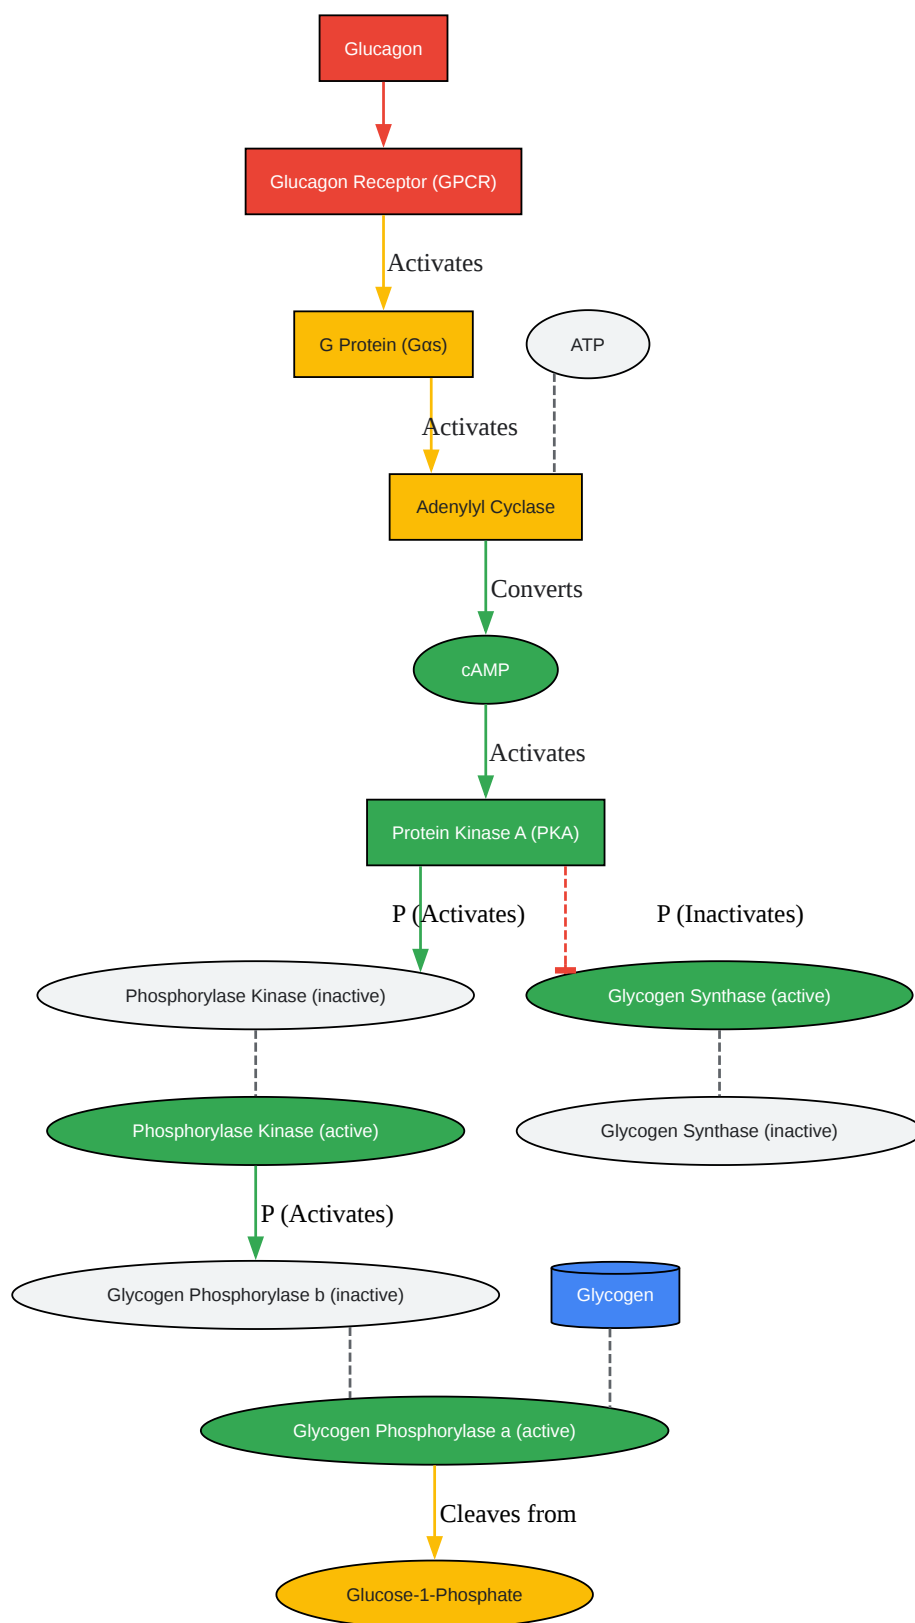 Glucagon
Glucagon Receptor (GPCR)
Activates
G Protein (Gαs)
ATP
Activates
Adenylyl Cyclase
Converts
cAMP
Activates
Protein Kinase A (PKA)
P (Activates)
P (Inactivates)
Phosphorylase Kinase (inactive)
Glycogen Synthase (active)
Phosphorylase Kinase (active)
Glycogen Synthase (inactive)
P (Activates)
Glycogen Phosphorylase b (inactive)
Glycogen
Glycogen Phosphorylase a (active)
Cleaves from
Glucose-1-Phosphate